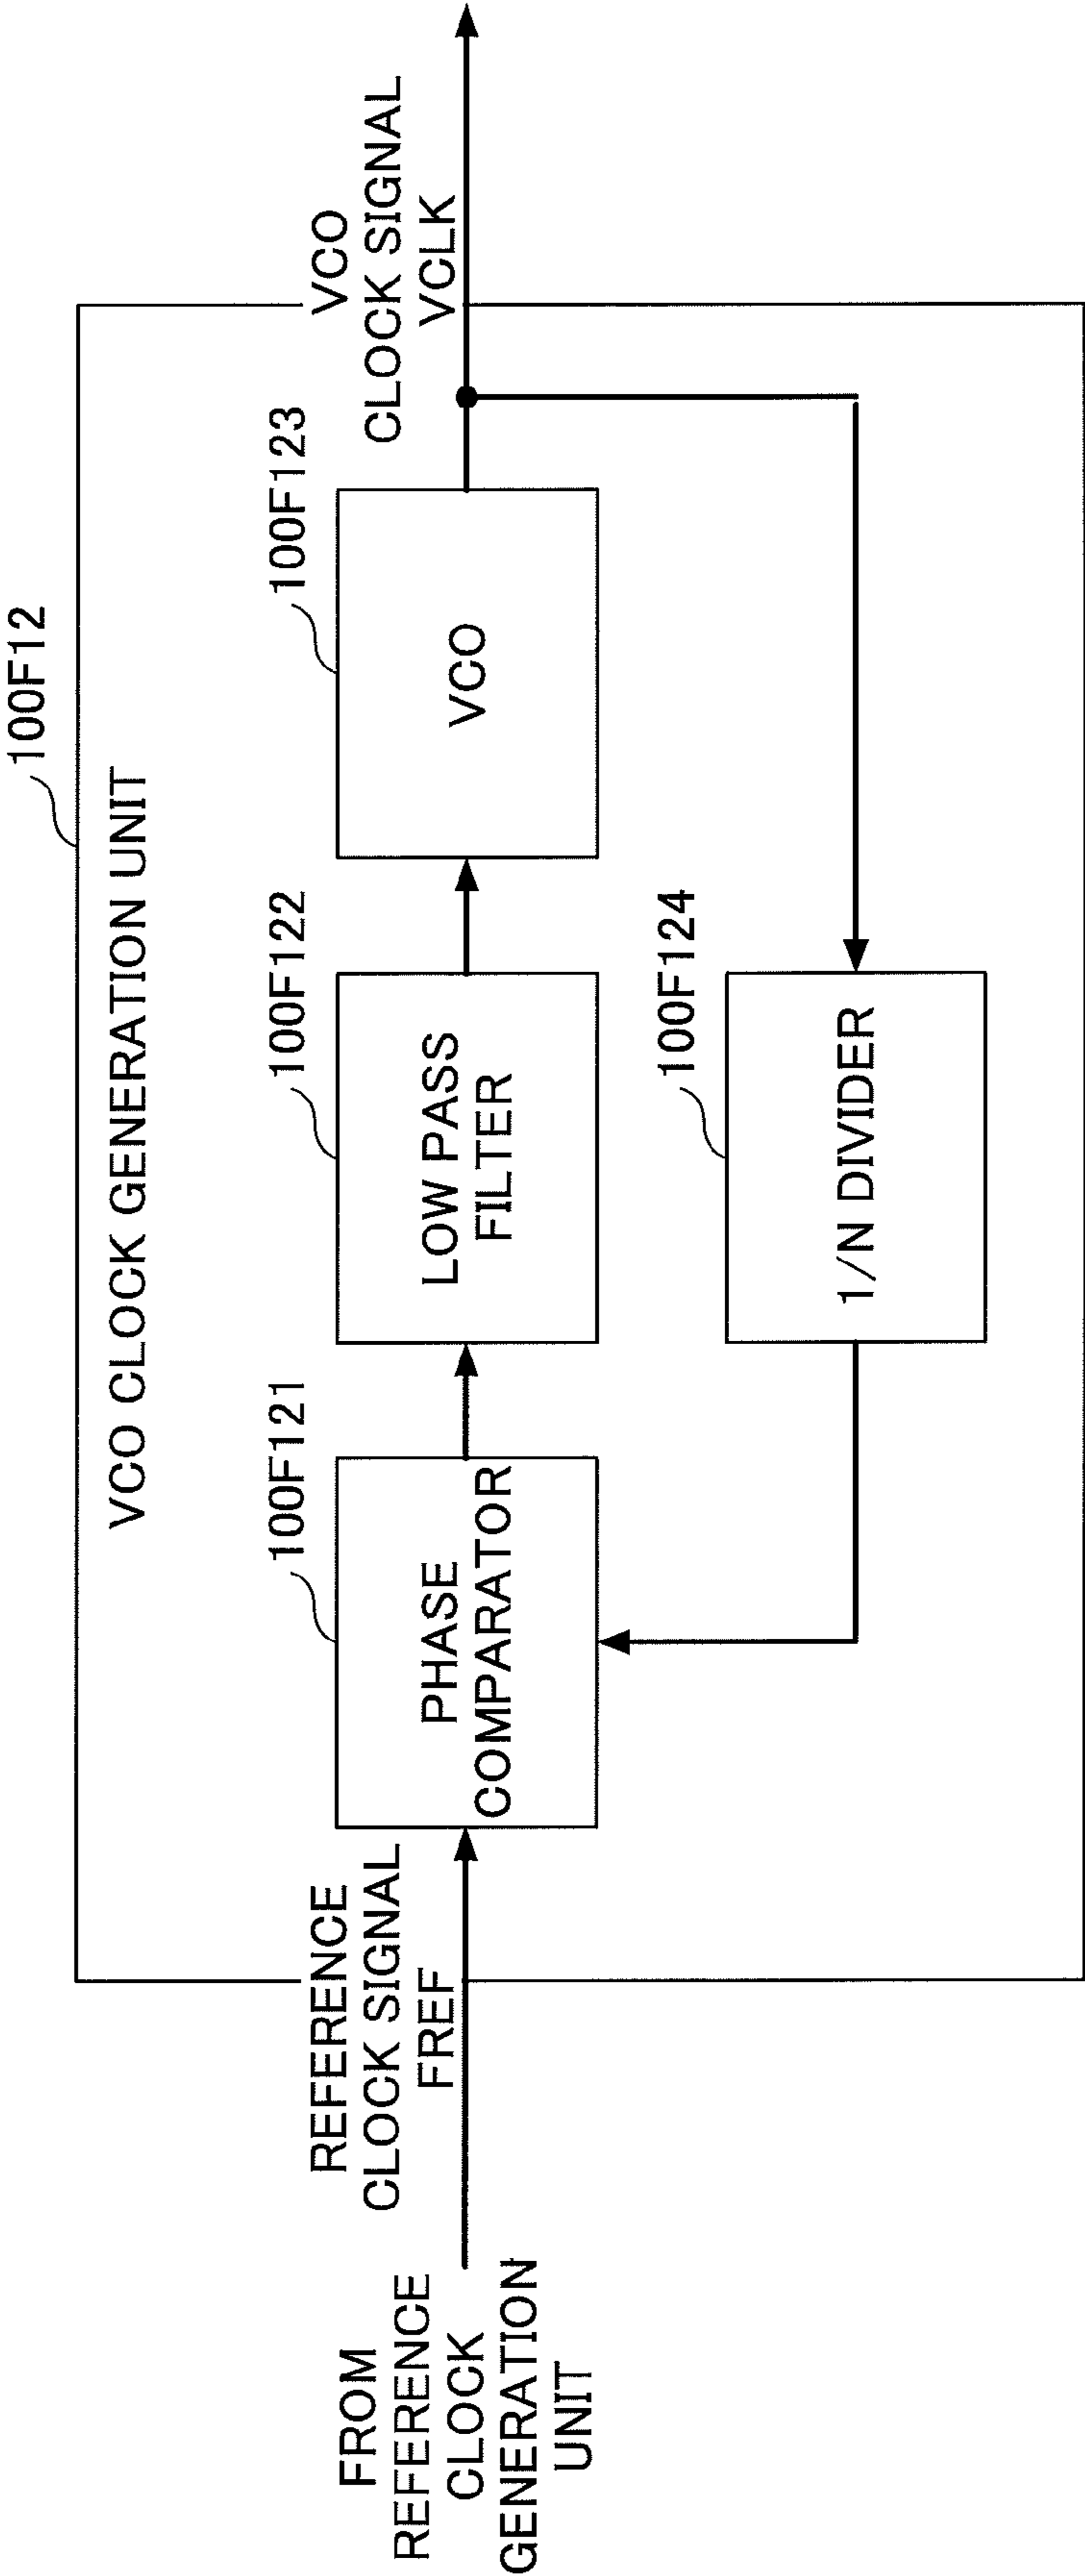 100F12
VCO CLOCK GENERATION UNIT
FROM
REFERENCE
CLOCK
GENERATION
UNIT
REFERENCE
CLOCK SIGNAL
FREF
100F121
PHASE
COMPARATOR
100F122
LOW PASS
FILTER
100F123
VCO
VCO
CLOCK SIGNAL
VCLK
100F124
1/N DIVIDER